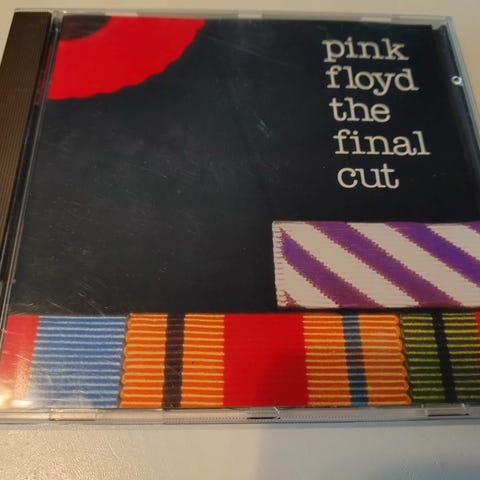 pink
floyd
the
final
cut